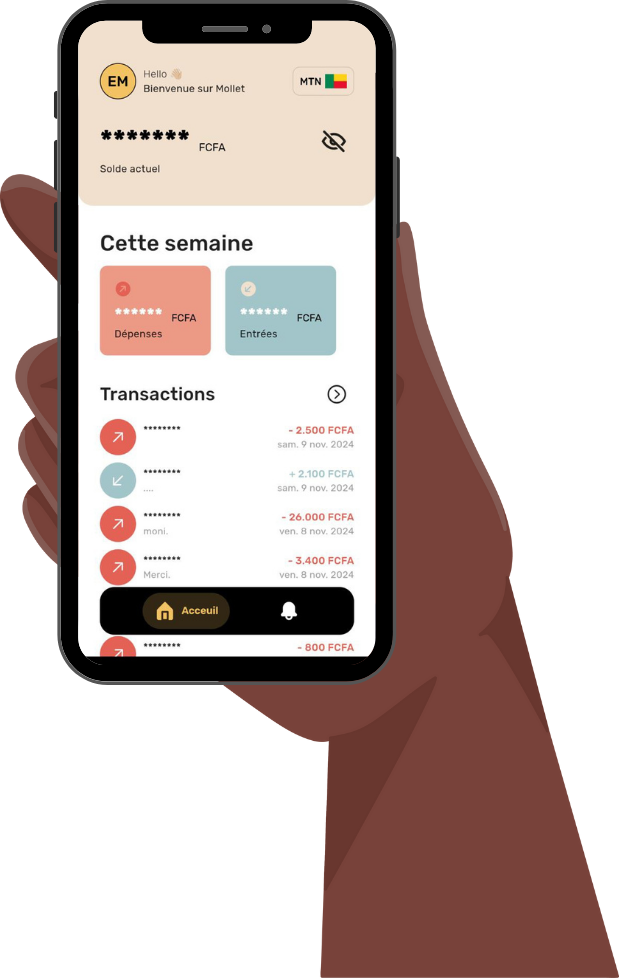 EM
Hello 👋🏼
Bienvenue sur Mollet
MTN
******* FCFA
Solde actuel
Cette semaine
****** FCFA
Dépenses
****** FCFA
Entrées
Transactions
******** - 2.500 FCFA
sam. 9 nov. 2024
******** + 2.100 FCFA
.... sam. 9 nov. 2024
******** - 26.000 FCFA
moni. ven. 8 nov. 2024
******** - 3.400 FCFA
Merci. ven. 8 nov. 2024
Acceuil
******** - 800 FCFA